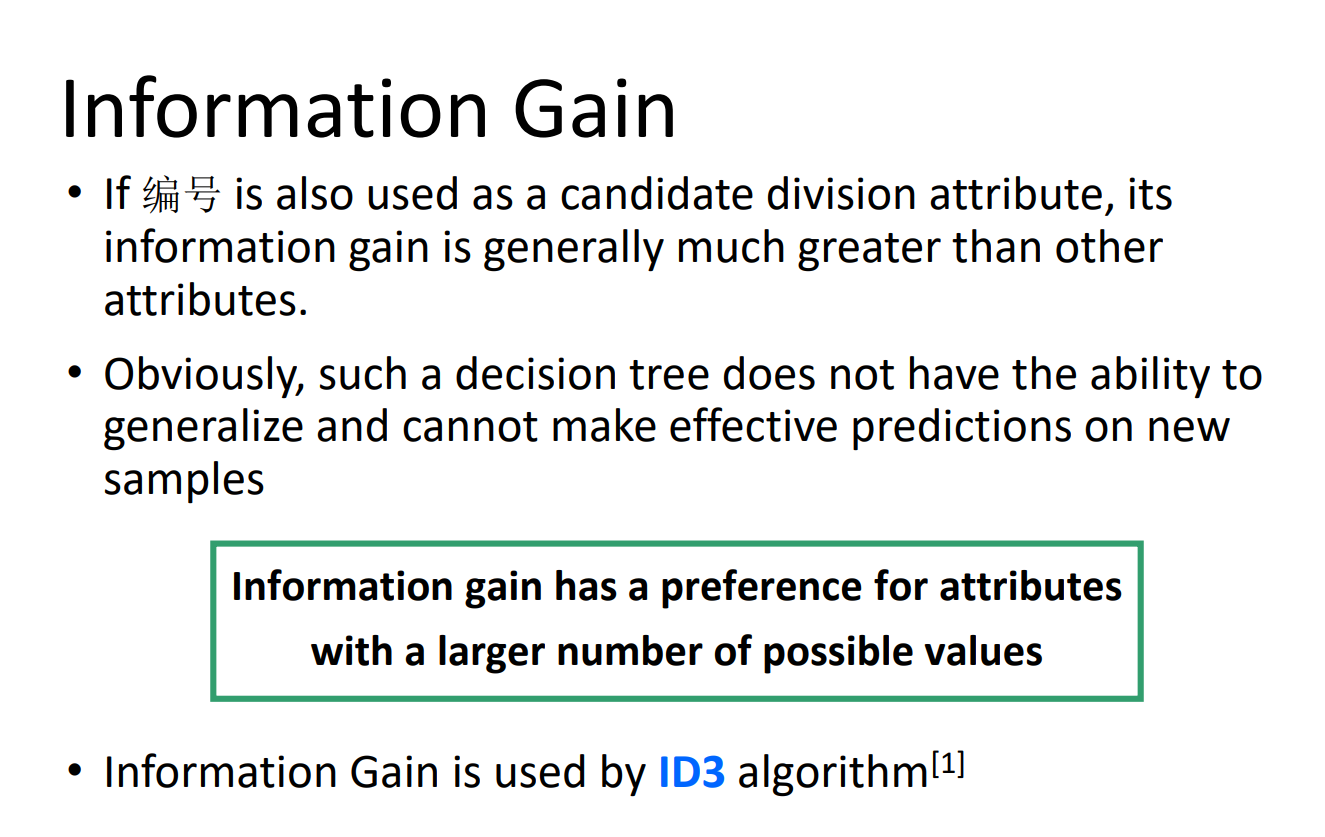 Information Gain
• If 编号 is also used as a candidate division attribute, its
information gain is generally much greater than other
attributes.
• Obviously, such a decision tree does not have the ability to
generalize and cannot make effective predictions on new
samples
Information gain has a preference for attributes
with a larger number of possible values
• Information Gain is used by ID3 algorithm[1]